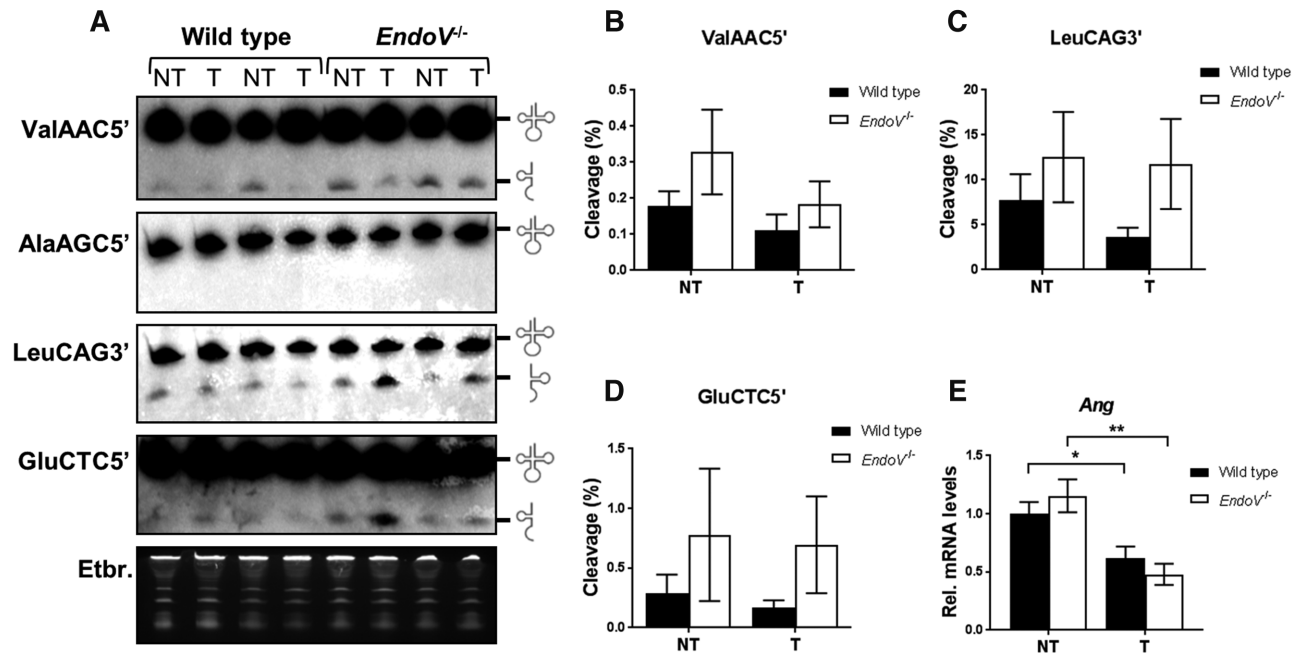 A
Wild type EndoV-/-
NT T NT T NT T NT T
ValAAC5’
AlaAGC5’
LeuCAG3’
GluCTC5’
Etbr.
B
ValAAC5'
Wild type
EndoV-/-
Cleavage (%)
0.5
0.4
0.3
0.2
0.1
0.0
NT T
C
LeuCAG3'
Wild type
EndoV-/-
Cleavage (%)
20
15
10
5
0
NT T
D
GluCTC5'
Wild type
EndoV-/-
Cleavage (%)
1.5
1.0
0.5
0.0
NT T
E
Ang
**
*
Wild type
EndoV-/-
Rel. mRNA levels
1.5
1.0
0.5
0.0
NT T